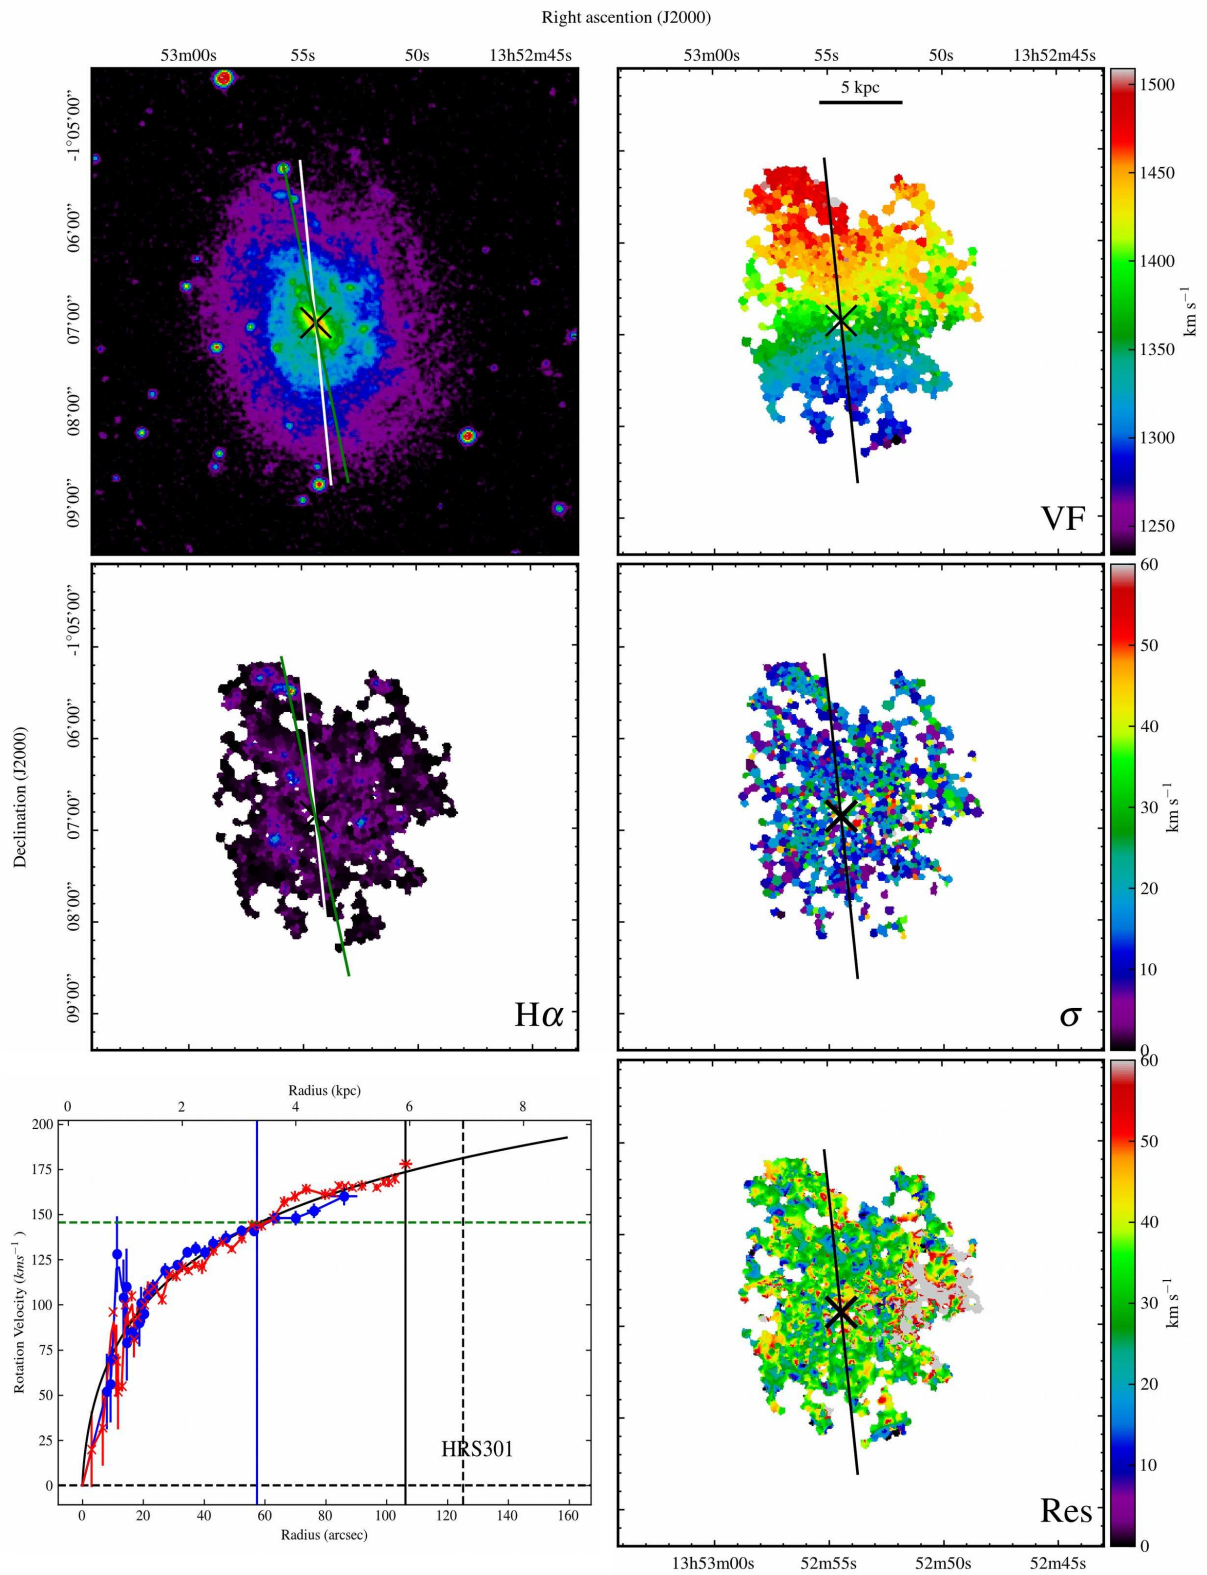 Right ascention (J2000)
53m00s 55s 50s 13h52m45s
53m00s 55s 50s 13h52m45s
-1°05'00”
06'00”
07'00”
08'00”
09'00”
5 kpc
VF
1500
1450
1400
1350
1300
1250
km s⁻¹
Declination (J2000)
-1°05'00”
06'00”
07'00”
08'00”
09'00”
Hα
σ
60
50
40
30
20
10
0
km s⁻¹
Radius (kpc)
0 2 4 6 8
200
175
150
125
100
75
50
25
0
Rotation Velocity (kms⁻¹ )
HRS301
0 20 40 60 80 100 120 140 160
Radius (arcsec)
Res
60
50
40
30
20
10
0
km s⁻¹
13h53m00s 52m55s 52m50s 52m45s